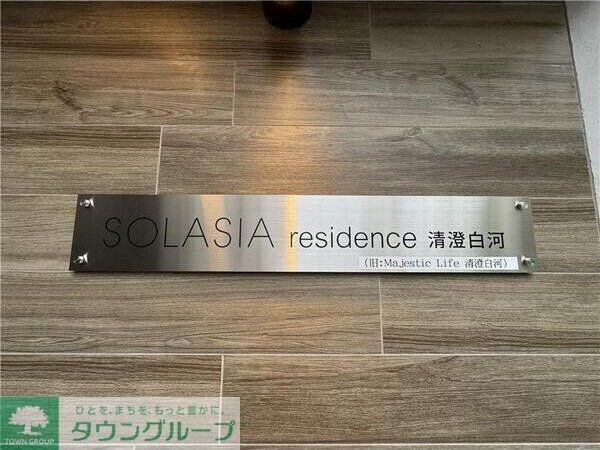 SOLASIA residence 清澄白河
(旧:Majestic Life 清澄白河)
ひとを、まちを、もっと豊かに。
タウングループ
TOWN GROUP